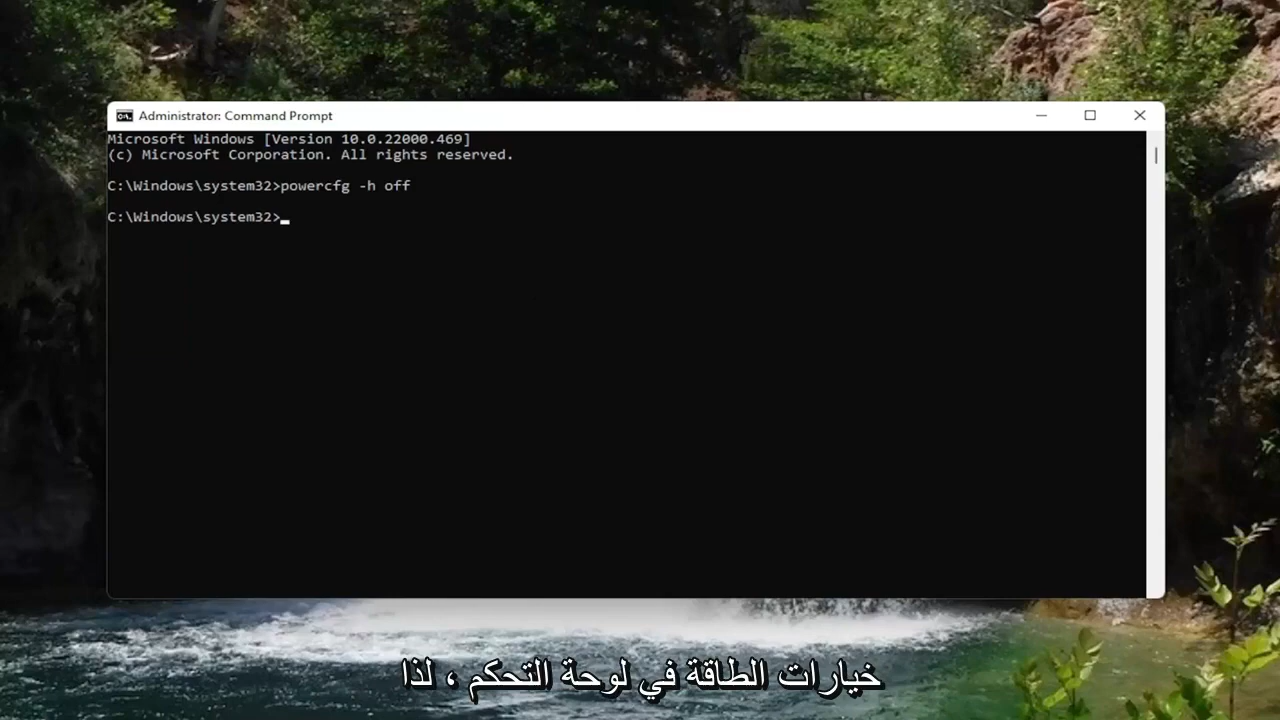 Administrator: Command Prompt
Microsoft Windows [Version 10.0.22000.469]
(c) Microsoft Corporation. All rights reserved.
C:\Windows\system32>powercfg -h off
C:\Windows\system32>
خيارات الطاقة في لوحة التحكم ، لذا